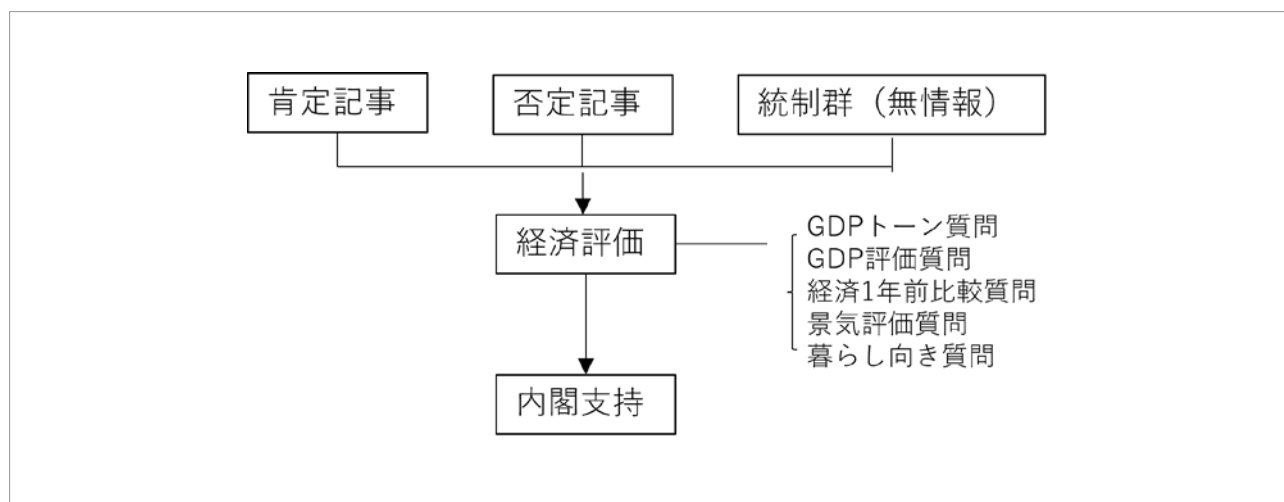 肯定記事
否定記事
統制群（無情報）
経済評価
GDPトーン質問
GDP評価質問
経済1年前比較質問
景気評価質問
暮らし向き質問
内閣支持